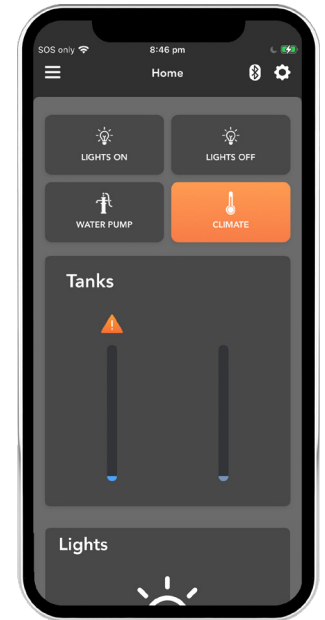 SOS only 8:46 pm
Home
LIGHTS ON LIGHTS OFF
WATER PUMP CLIMATE
Tanks
Lights